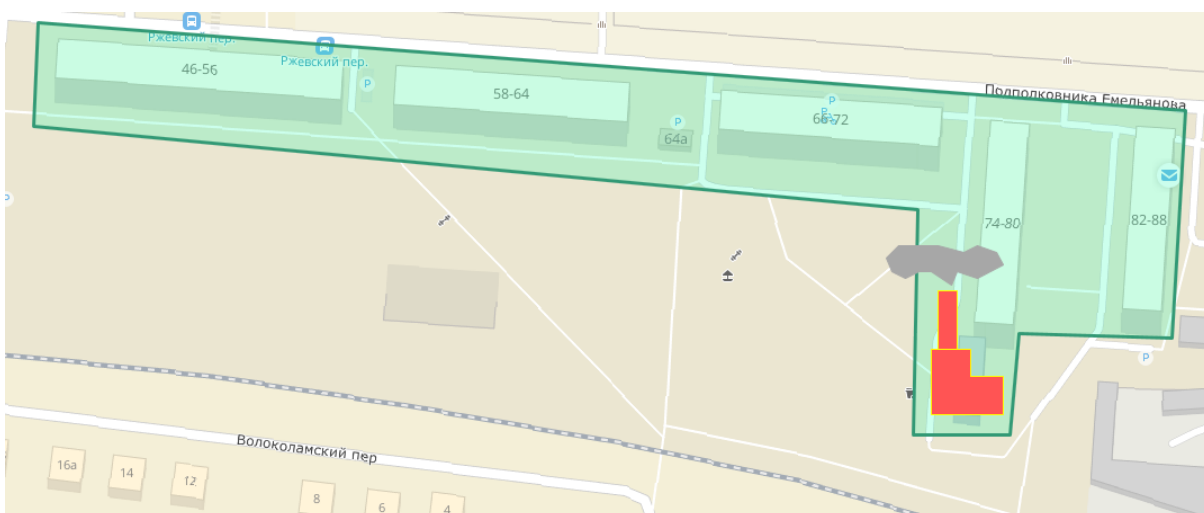 Ржевский пер.
Ржевский пер.
46-56
58-64
64а
66-72
Подполковника Емельянова
74-80
82-88
Р
Р
Р
Р
Р
Волоколамский пер
16а
14
12
8
6
4